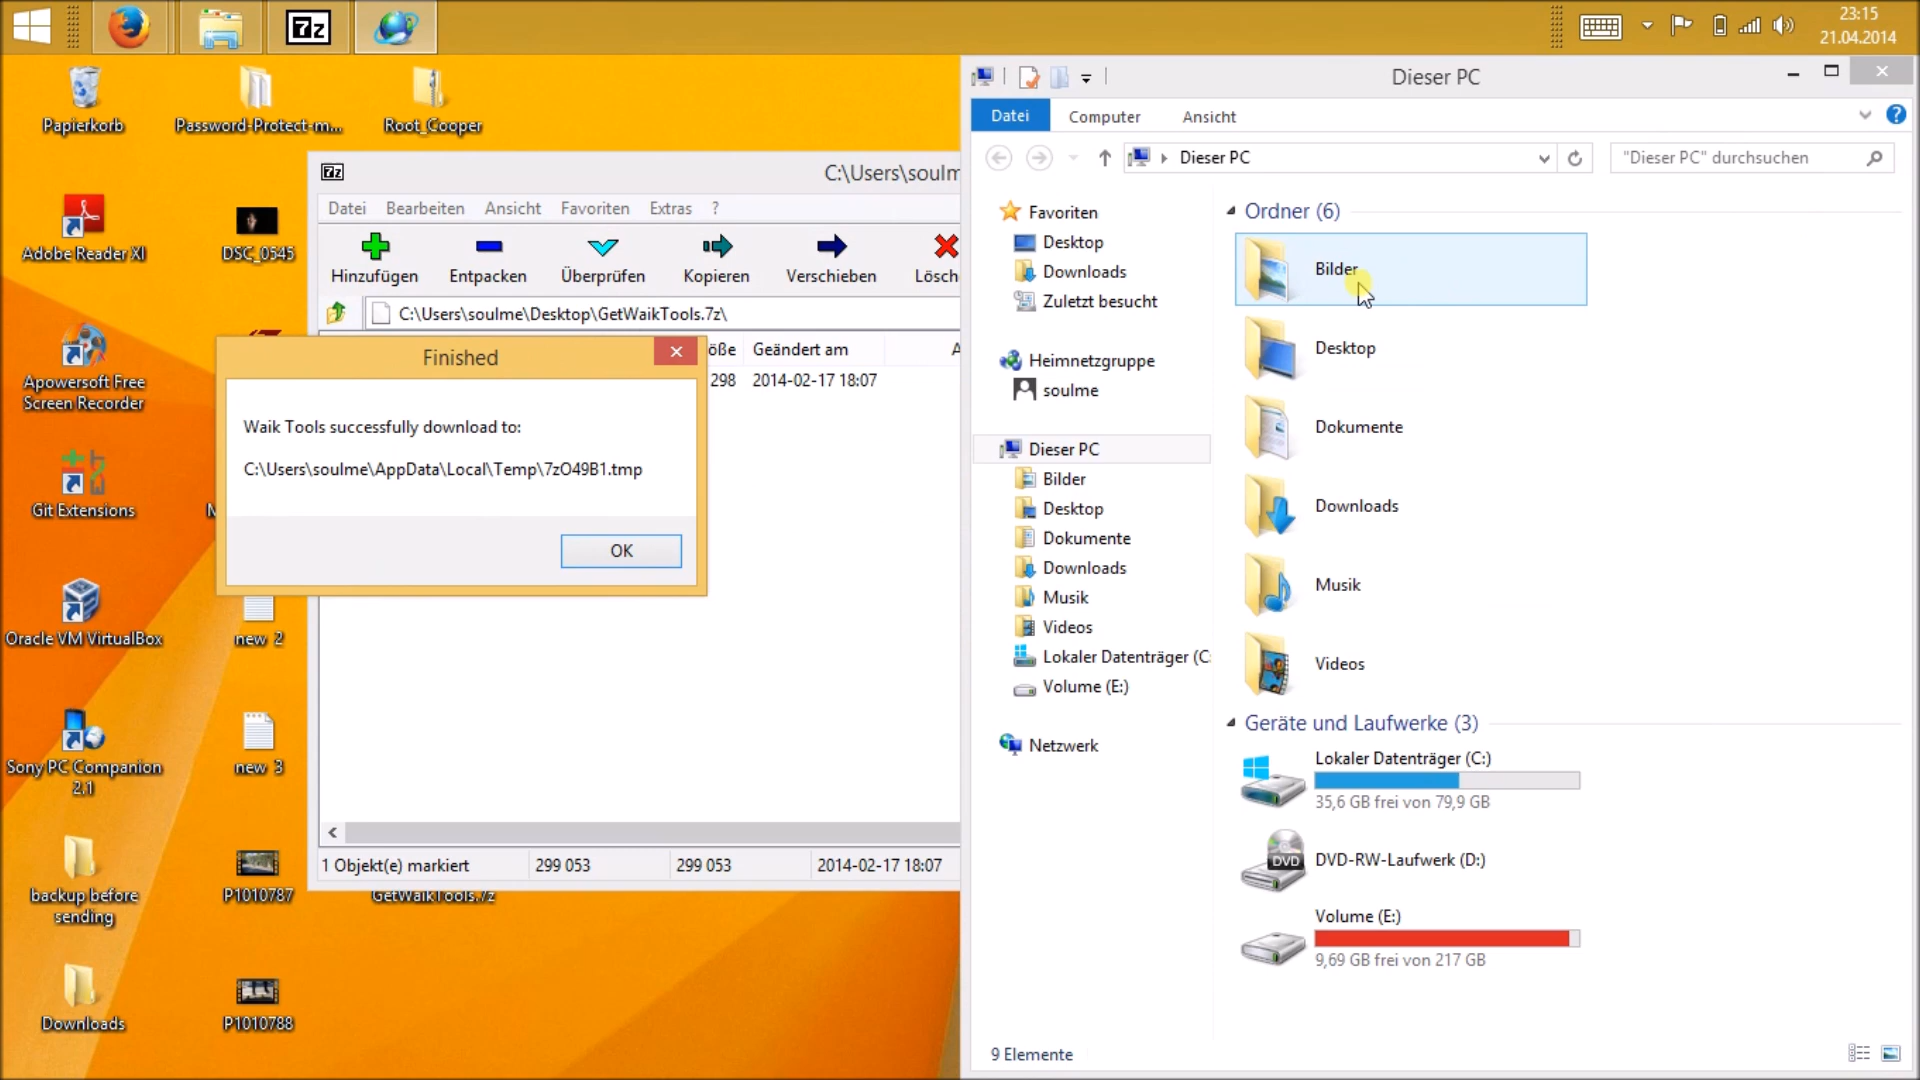 23:15
21.04.2014
Papierkorb
Password-Protect-m...
Root_Cooper
Adobe Reader XI
DSC_0545
Apowersoft Free
Screen Recorder
Git Extensions
Oracle VM VirtualBox
new 2
Sony PC Companion
2.1
new 3
backup before
sending
P1010787
GetWaikTools.7z
Downloads
P1010788
7z
C:\Users\soulm
Datei Bearbeiten Ansicht Favoriten Extras ?
Hinzufügen Entpacken Überprüfen Kopieren Verschieben Lösch
C:\Users\soulme\Desktop\GetWaikTools.7z\
öße Geändert am A
298 2014-02-17 18:07
1 Objekt(e) markiert 299 053 299 053 2014-02-17 18:07
Finished
Waik Tools successfully download to:
C:\Users\soulme\AppData\Local\Temp\7zO49B1.tmp
OK
Dieser PC
Datei Computer Ansicht
Dieser PC
"Dieser PC" durchsuchen
Favoriten
Desktop
Downloads
Zuletzt besucht
Heimnetzgruppe
soulme
Dieser PC
Bilder
Desktop
Dokumente
Downloads
Musik
Videos
Lokaler Datenträger (C:
Volume (E:)
Netzwerk
Ordner (6)
Bilder
Desktop
Dokumente
Downloads
Musik
Videos
Geräte und Laufwerke (3)
Lokaler Datenträger (C:)
35,6 GB frei von 79,9 GB
DVD
DVD-RW-Laufwerk (D:)
Volume (E:)
9,69 GB frei von 217 GB
9 Elemente